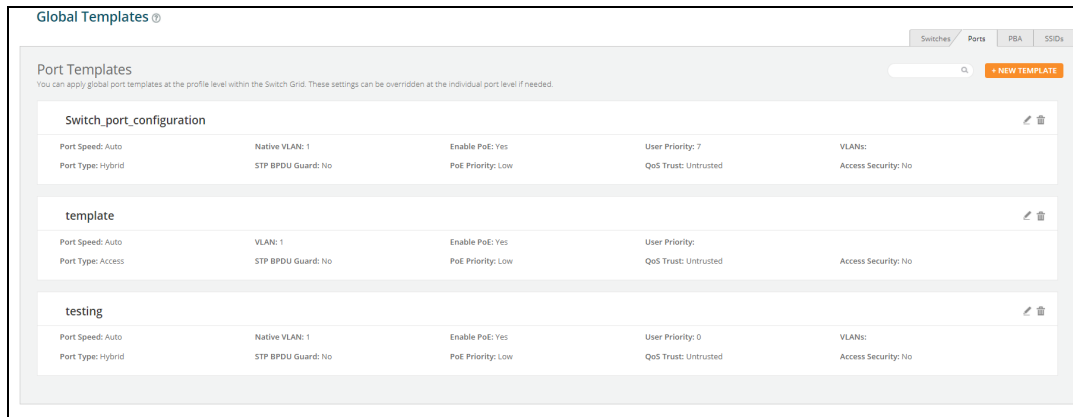 Global Templates ?
Switches Ports PBA SSIDs
Port Templates
+ NEW TEMPLATE
You can apply global port templates at the profile level within the Switch Grid. These settings can be overridden at the individual port level if needed.
Switch_port_configuration
Port Speed: Auto Native VLAN: 1 Enable PoE: Yes User Priority: 7 VLANs:
Port Type: Hybrid STP BPDU Guard: No PoE Priority: Low QoS Trust: Untrusted Access Security: No
template
Port Speed: Auto VLAN: 1 Enable PoE: Yes User Priority:
Port Type: Access STP BPDU Guard: No PoE Priority: Low QoS Trust: Untrusted Access Security: No
testing
Port Speed: Auto Native VLAN: 1 Enable PoE: Yes User Priority: 0 VLANs:
Port Type: Hybrid STP BPDU Guard: No PoE Priority: Low QoS Trust: Untrusted Access Security: No